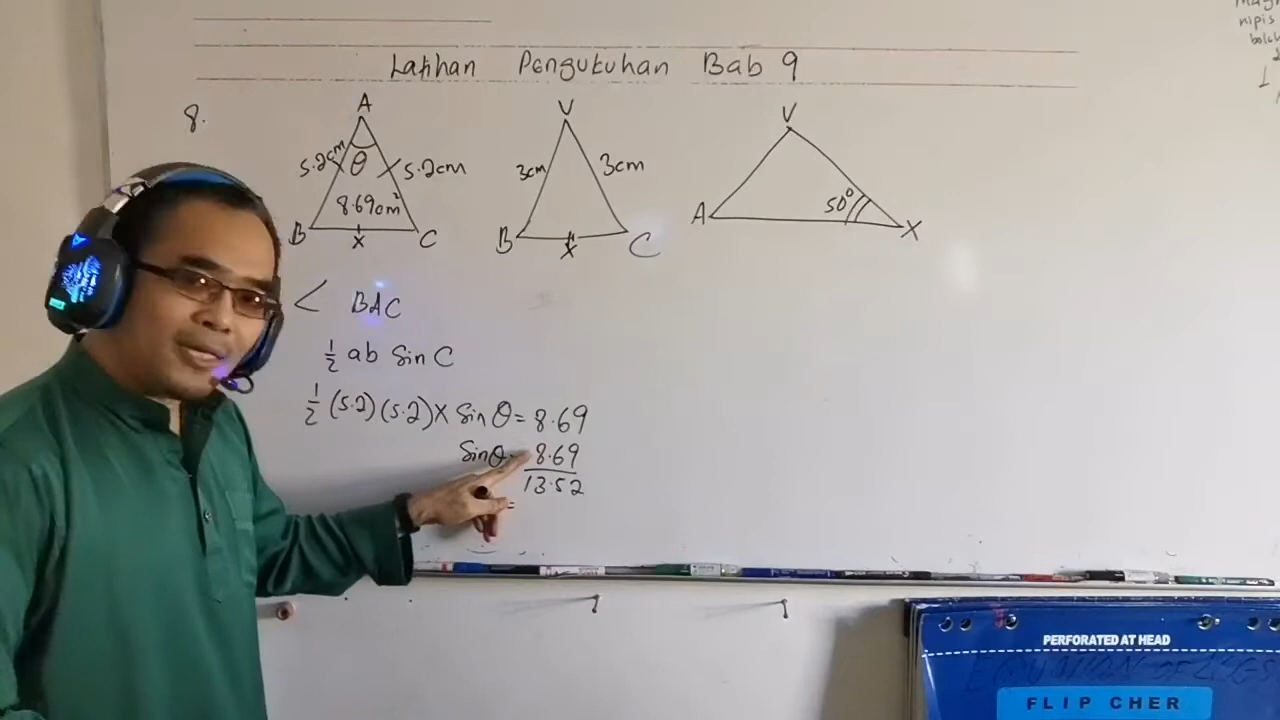 Latihan Pengukuhan Bab 9
8.
A
5.2cm θ 5.2cm
8.69cm²
B x C
V
3cm 3cm
B x C
V
50°
A X
< BAC
½ ab Sin C
½ (5.2)(5.2) X Sin θ = 8.69
Sin θ = 8.69
13.52
=
nipis
PERFORATED AT HEAD
FLIP CHER